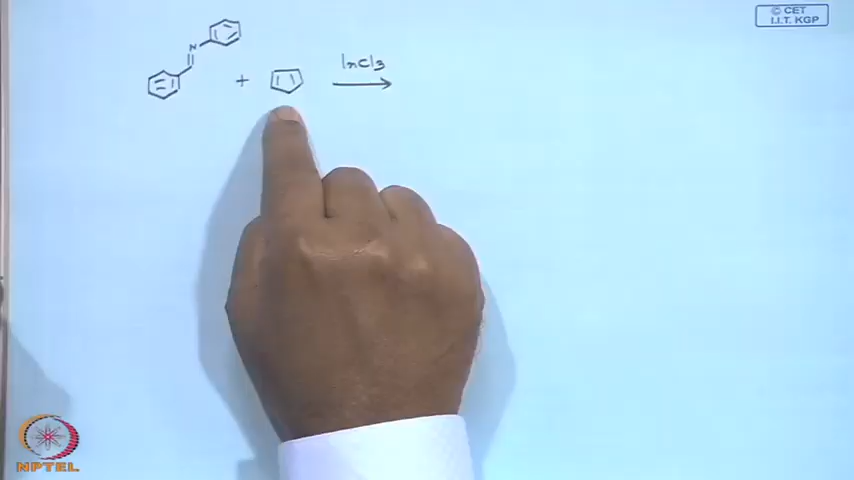 © CET
I.I.T. KGP
N
+ InCl3
NPTEL